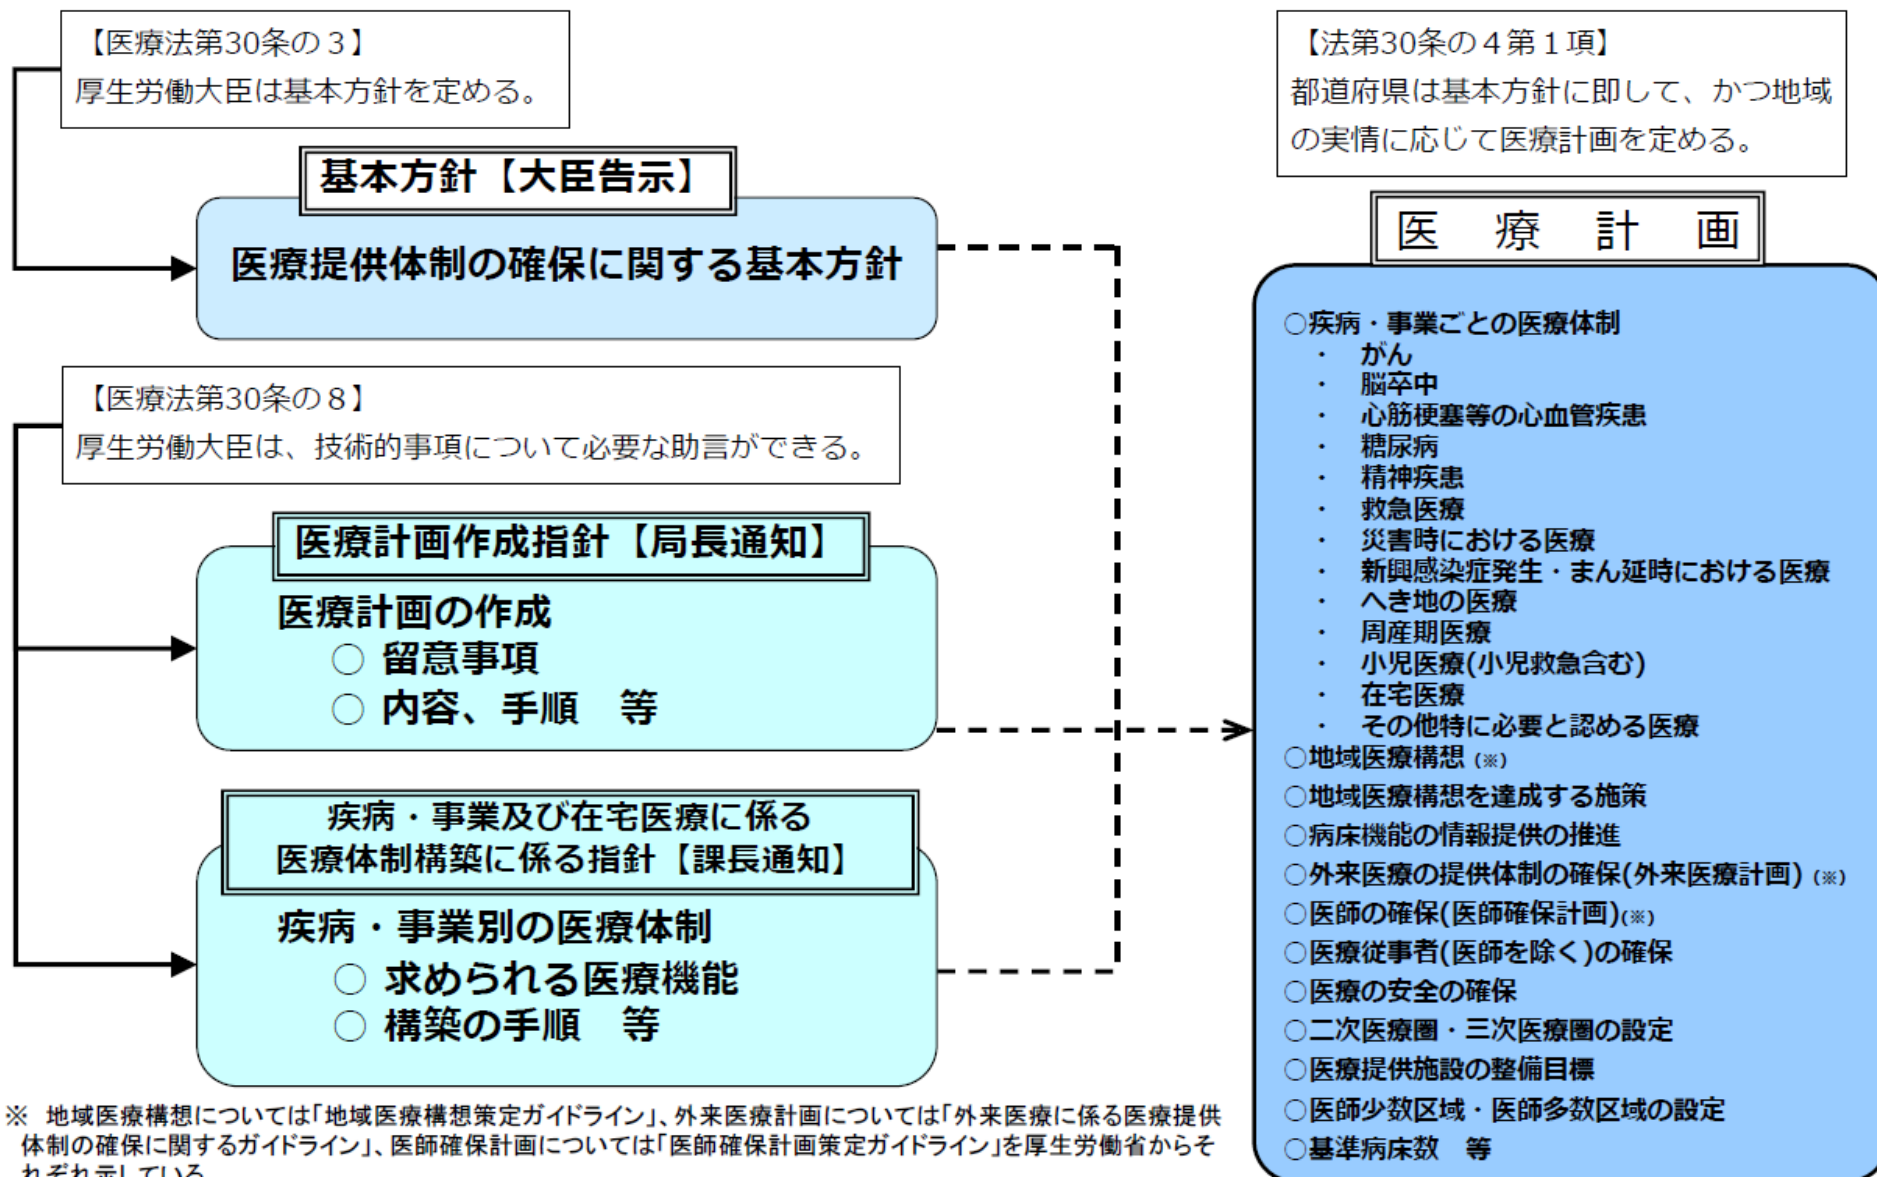 【医療法第30条の３】
厚生労働大臣は基本方針を定める。
基本方針【大臣告示】
医療提供体制の確保に関する基本方針
【医療法第30条の８】
厚生労働大臣は、技術的事項について必要な助言ができる。
医療計画作成指針【局長通知】
医療計画の作成
○ 留意事項
○ 内容、手順　等
疾病・事業及び在宅医療に係る
医療体制構築に係る指針【課長通知】
疾病・事業別の医療体制
○ 求められる医療機能
○ 構築の手順　等
※　地域医療構想については「地域医療構想策定ガイドライン」、外来医療計画については「外来医療に係る医療提供
体制の確保に関するガイドライン」、医師確保計画については「医師確保計画策定ガイドライン」を厚生労働省からそ
れぞれ示している
【法第30条の４第１項】
都道府県は基本方針に即して、かつ地域
の実情に応じて医療計画を定める。
医　療　計　画
○疾病・事業ごとの医療体制
・　がん
・　脳卒中
・　心筋梗塞等の心血管疾患
・　糖尿病
・　精神疾患
・　救急医療
・　災害時における医療
・　新興感染症発生・まん延時における医療
・　へき地の医療
・　周産期医療
・　小児医療(小児救急含む)
・　在宅医療
・　その他特に必要と認める医療
○地域医療構想 (※)
○地域医療構想を達成する施策
○病床機能の情報提供の推進
○外来医療の提供体制の確保(外来医療計画) (※)
○医師の確保(医師確保計画)(※)
○医療従事者(医師を除く)の確保
○医療の安全の確保
○二次医療圏・三次医療圏の設定
○医療提供施設の整備目標
○医師少数区域・医師多数区域の設定
○基準病床数　等